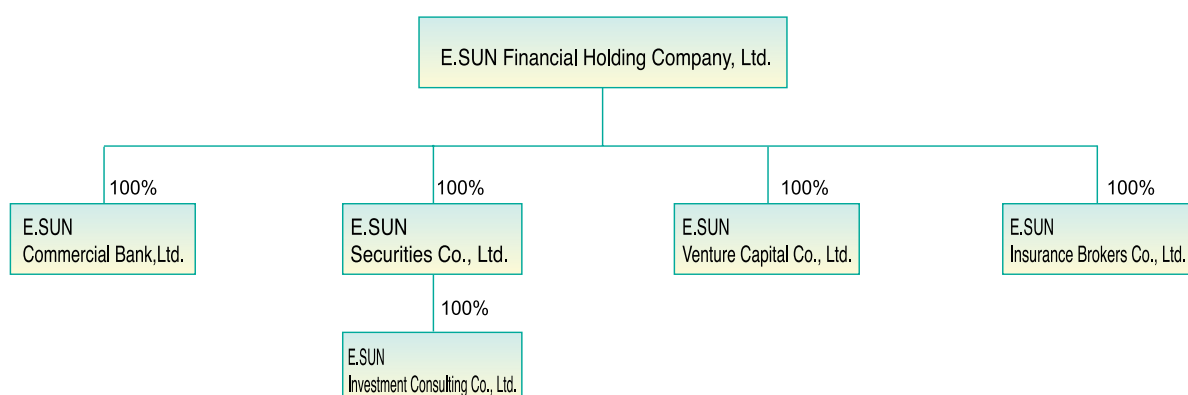 E.SUN Financial Holding Company, Ltd.
100%
100%
100%
100%
E.SUN
Commercial Bank,Ltd.
E.SUN
Securities Co., Ltd.
E.SUN
Venture Capital Co., Ltd.
E.SUN
Insurance Brokers Co., Ltd.
100%
E.SUN
Investment Consulting Co., Ltd.